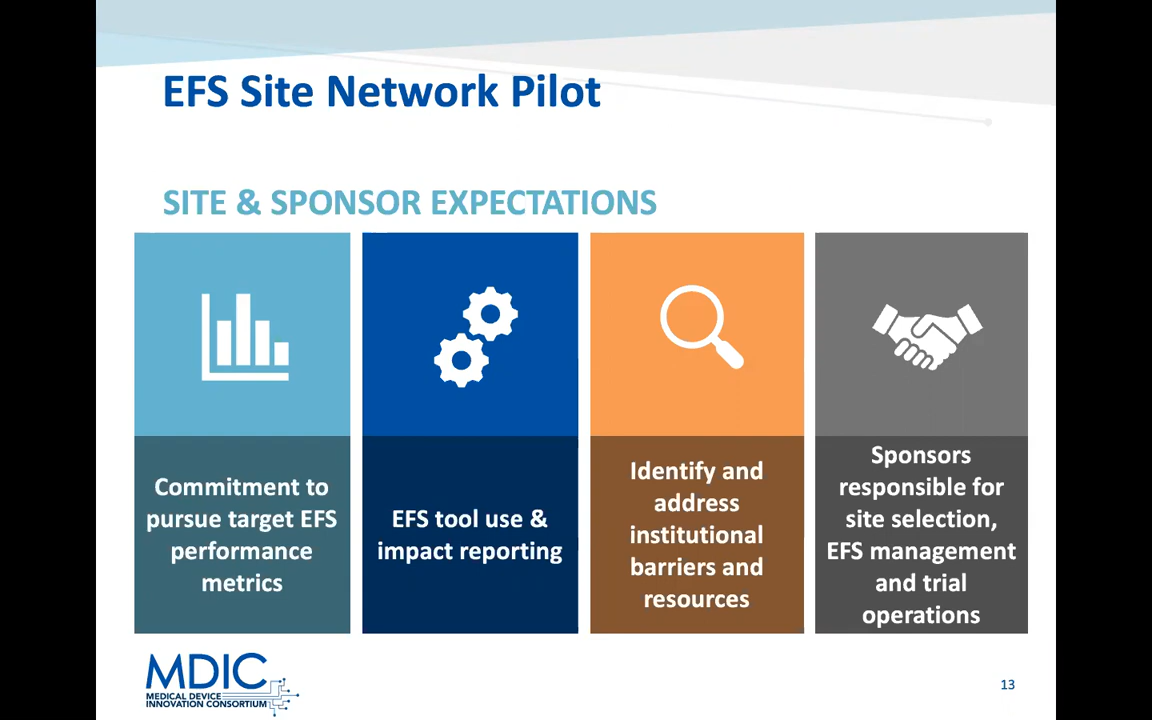 EFS Site Network Pilot
SITE & SPONSOR EXPECTATIONS
Commitment to
pursue target EFS
performance
metrics
EFS tool use &
impact reporting
Identify and
address
institutional
barriers and
resources
Sponsors
responsible for
site selection,
EFS management
and trial
operations
MDIC
MEDICAL DEVICE
INNOVATION CONSORTIUM
13